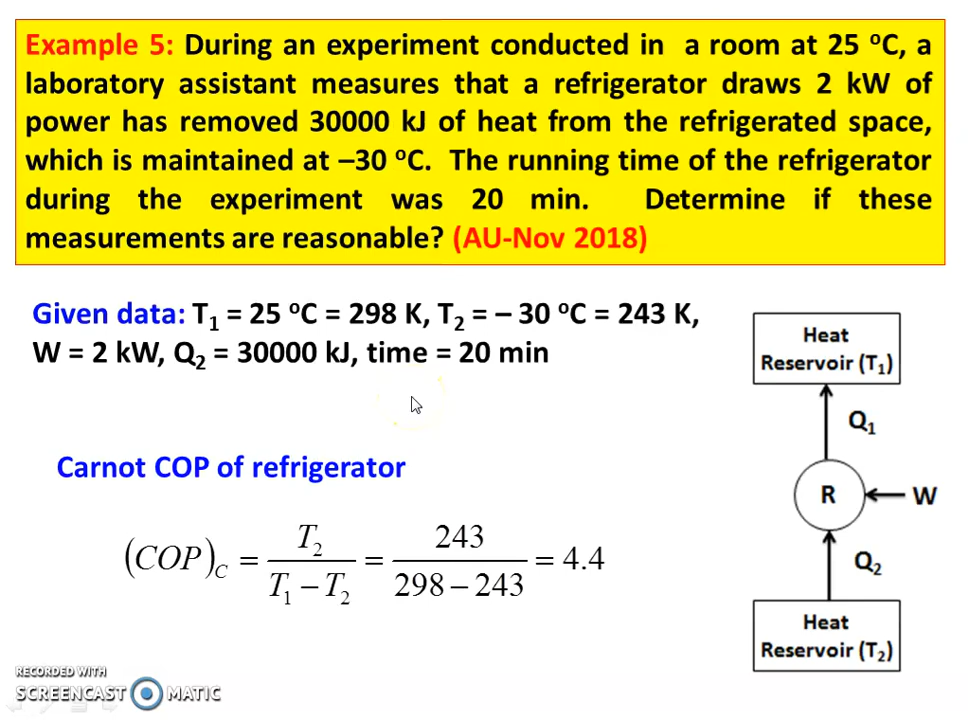 Example 5: During an experiment conducted in a room at 25 °C, a
laboratory assistant measures that a refrigerator draws 2 kW of
power has removed 30000 kJ of heat from the refrigerated space,
which is maintained at –30 °C. The running time of the refrigerator
during the experiment was 20 min. Determine if these
measurements are reasonable? (AU-Nov 2018)
Given data: T₁ = 25 °C = 298 K, T₂ = – 30 °C = 243 K,
W = 2 kW, Q₂ = 30000 kJ, time = 20 min
Carnot COP of refrigerator
(COP)_C = T₂ / (T₁ – T₂) = 243 / (298 – 243) = 4.4
Heat
Reservoir (T₁)
Q₁
R
W
Q₂
Heat
Reservoir (T₂)
RECORDED WITH
SCREENCAST MATIC